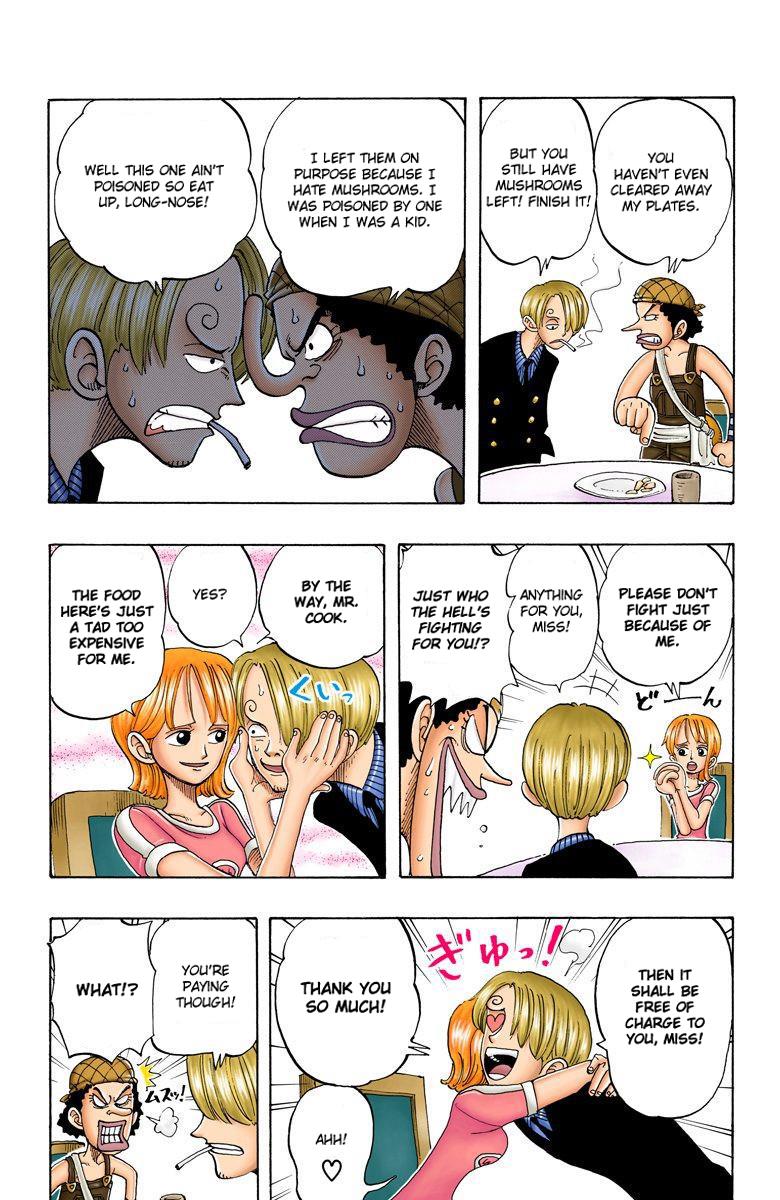 YOU
HAVEN'T EVEN
CLEARED AWAY
MY PLATES.
BUT YOU
STILL HAVE
MUSHROOMS
LEFT! FINISH IT!
I LEFT THEM ON
PURPOSE BECAUSE I
HATE MUSHROOMS. I
WAS POISONED BY ONE
WHEN I WAS A KID.
WELL THIS ONE AIN'T
POISONED SO EAT
UP, LONG-NOSE!
PLEASE DON'T
FIGHT JUST
BECAUSE OF
ME.
どーん
ANYTHING
FOR YOU,
MISS!
JUST WHO
THE HELL'S
FIGHTING
FOR YOU!?
BY THE
WAY, MR.
COOK.
YES?
THE FOOD
HERE'S JUST
A TAD TOO
EXPENSIVE
FOR ME.
くいっ
THEN IT
SHALL BE
FREE OF
CHARGE TO
YOU, MISS!
ぎゅっ!
THANK YOU
SO MUCH!
AHH!
♡
YOU'RE
PAYING
THOUGH!
WHAT!?
ムズッ!